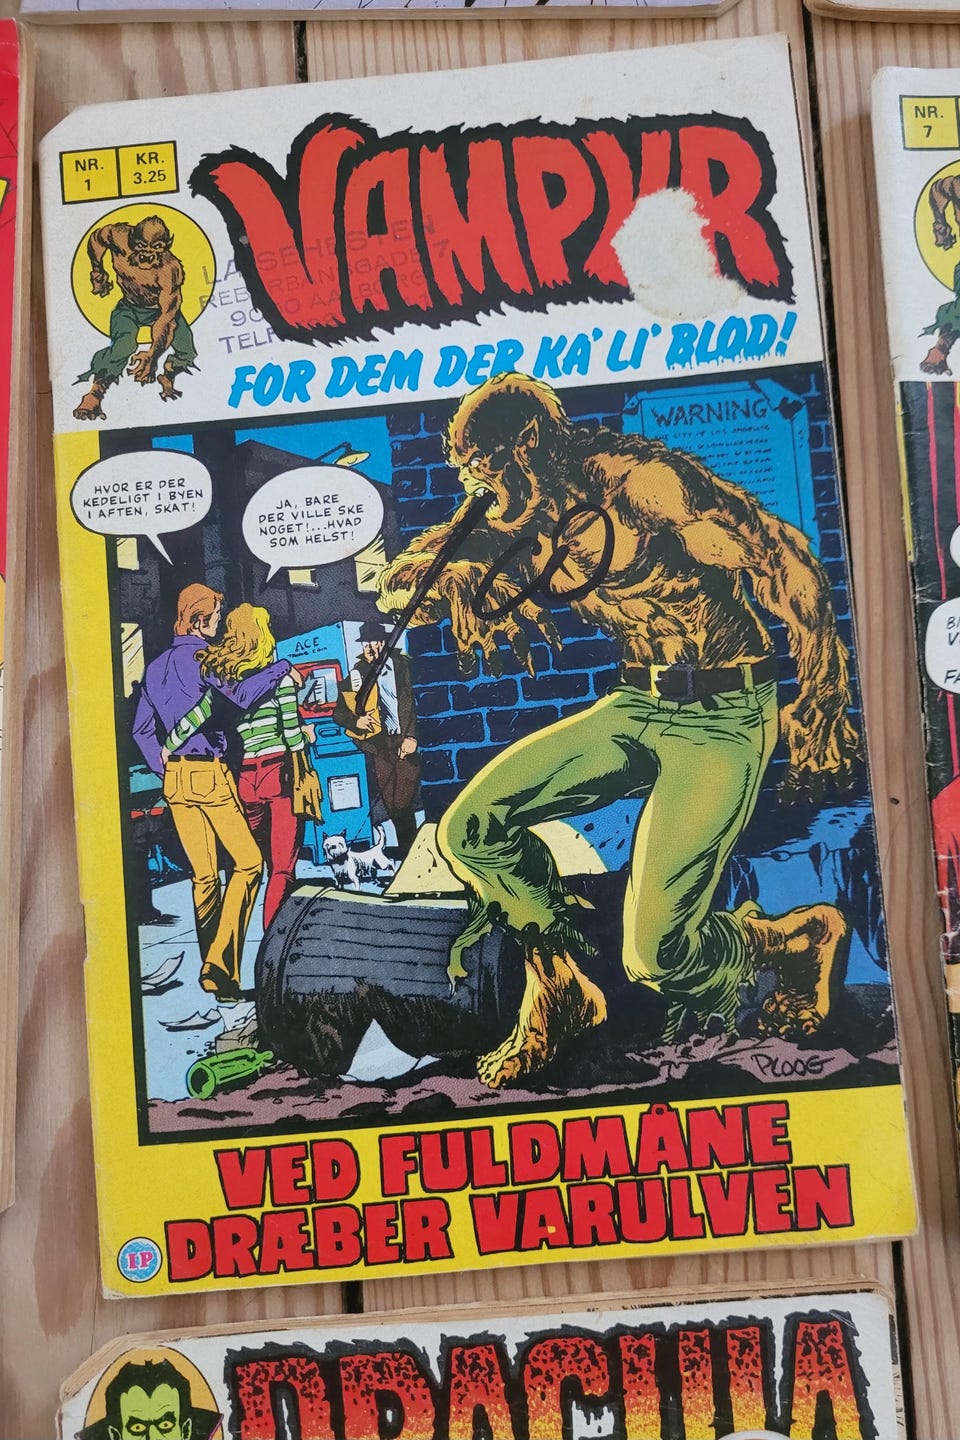 NR.
1
KR.
3.25
VAMPYR
FOR DEM DER KA' LI' BLOD!
HVOR ER DER
KEDELIGT I BYEN
I AFTEN, SKAT!
JA, BARE
DER VILLE SKE
NOGET!...HVAD
SOM HELST!
WARNING
ACE
PLOOG
VED FULDMÅNE
DRÆBER VARULVEN
IP
NR.
7
DRACULA